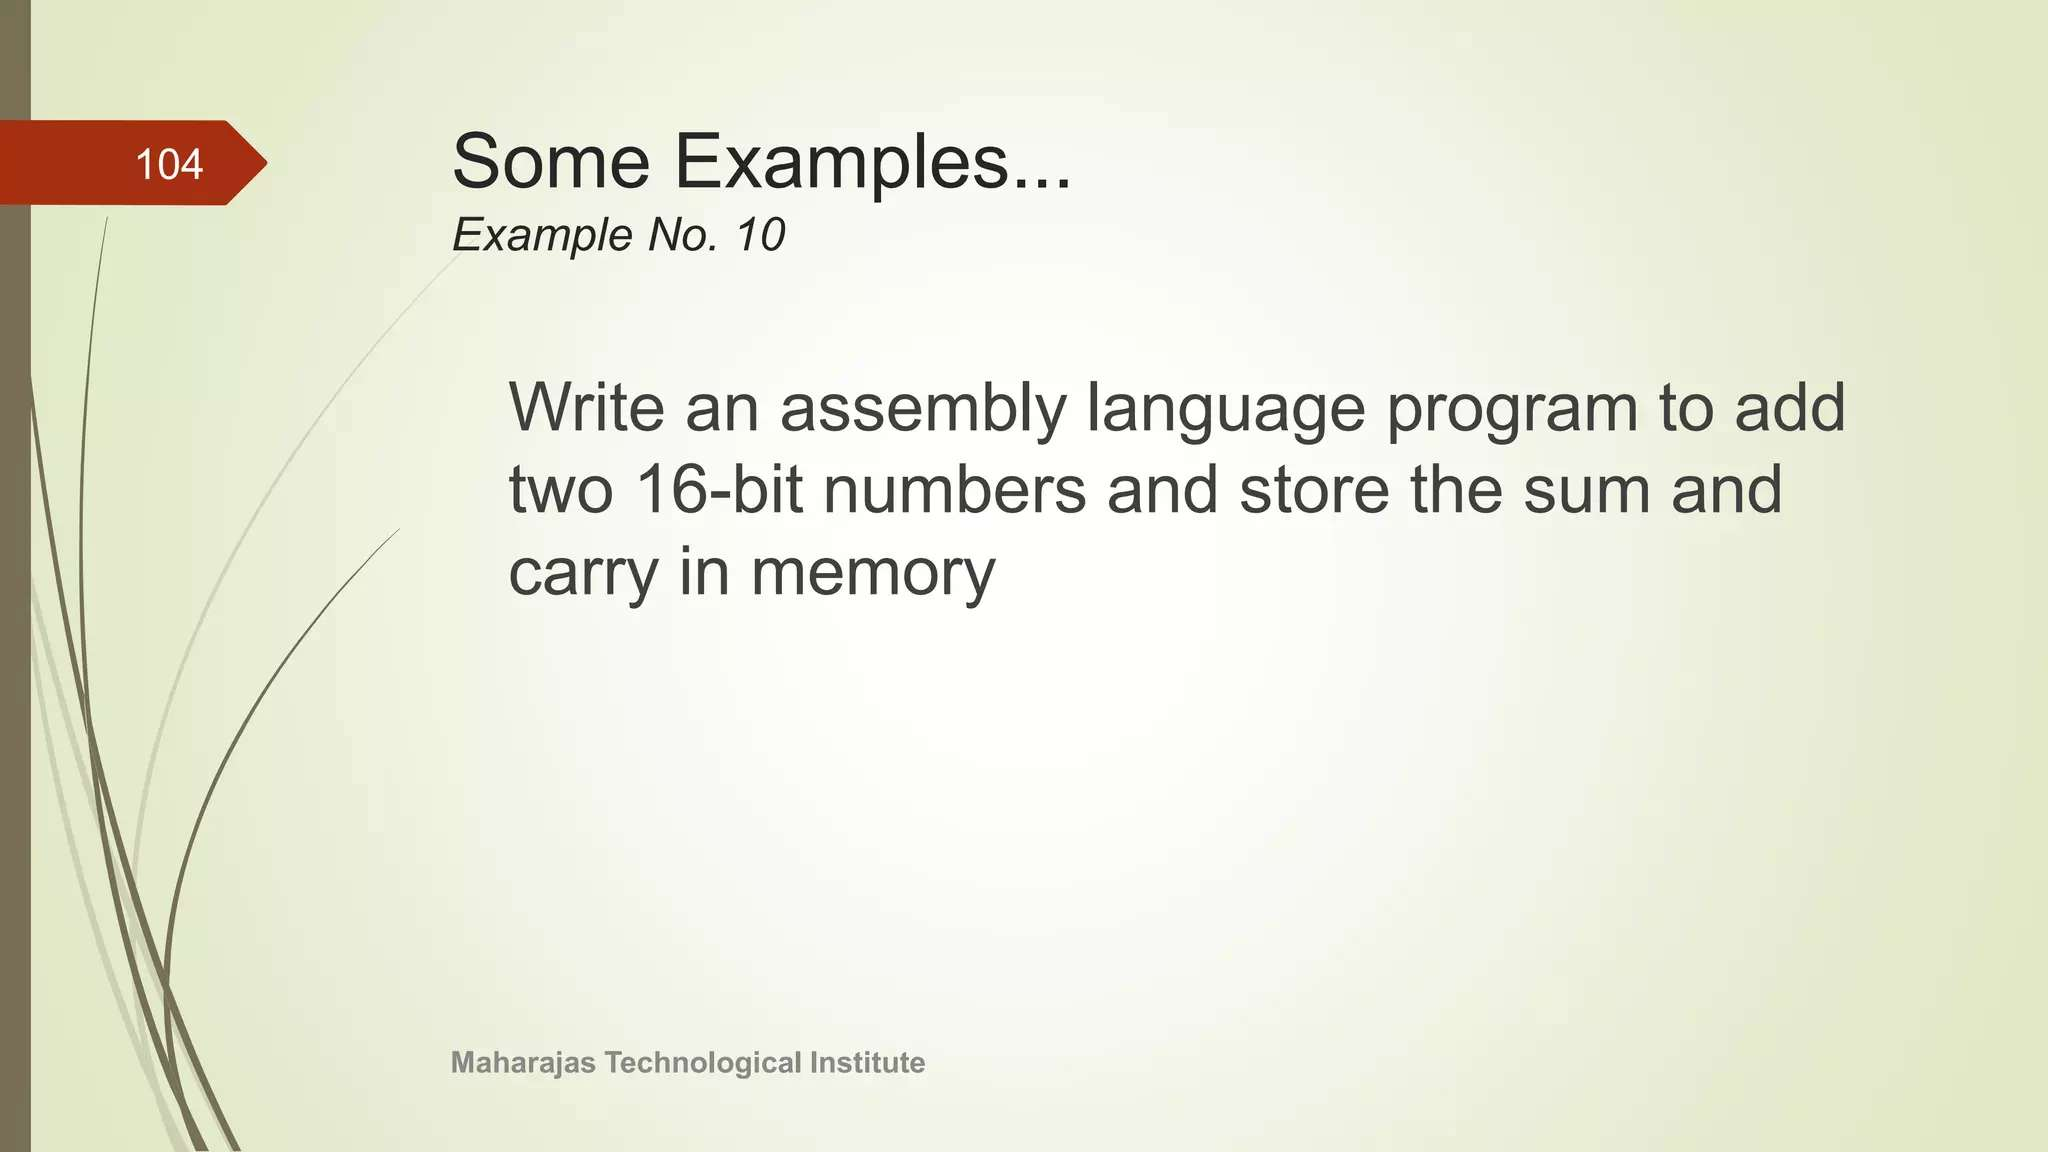 104
Some Examples...
Example No. 10
Write an assembly language program to add
two 16-bit numbers and store the sum and
carry in memory
Maharajas Technological Institute